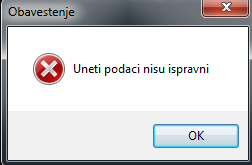 Obavestenje
Uneti podaci nisu ispravni
OK